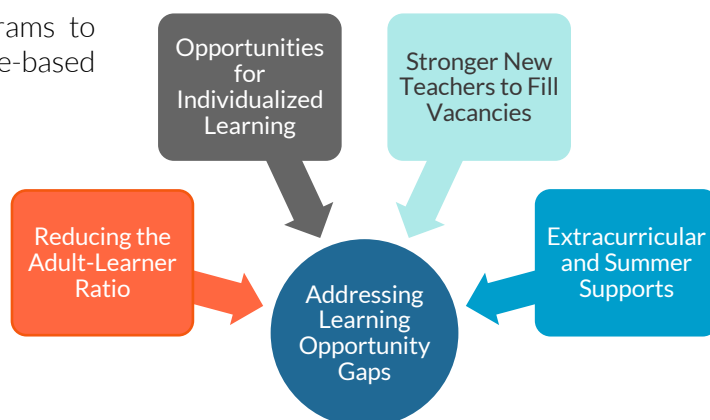 rams to
e-based
Opportunities
for
Individualized
Learning
Stronger New
Teachers to Fill
Vacancies
Reducing the
Adult-Learner
Ratio
Extracurricular
and Summer
Supports
Addressing
Learning
Opportunity
Gaps